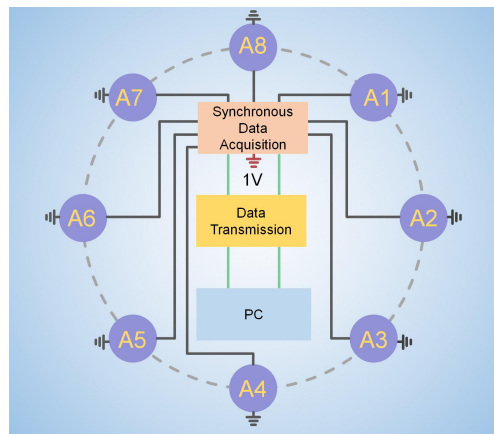 A8
A7
A1
Synchronous
Data
Acquisition
1V
A6
Data
Transmission
A2
PC
A5
A3
A4